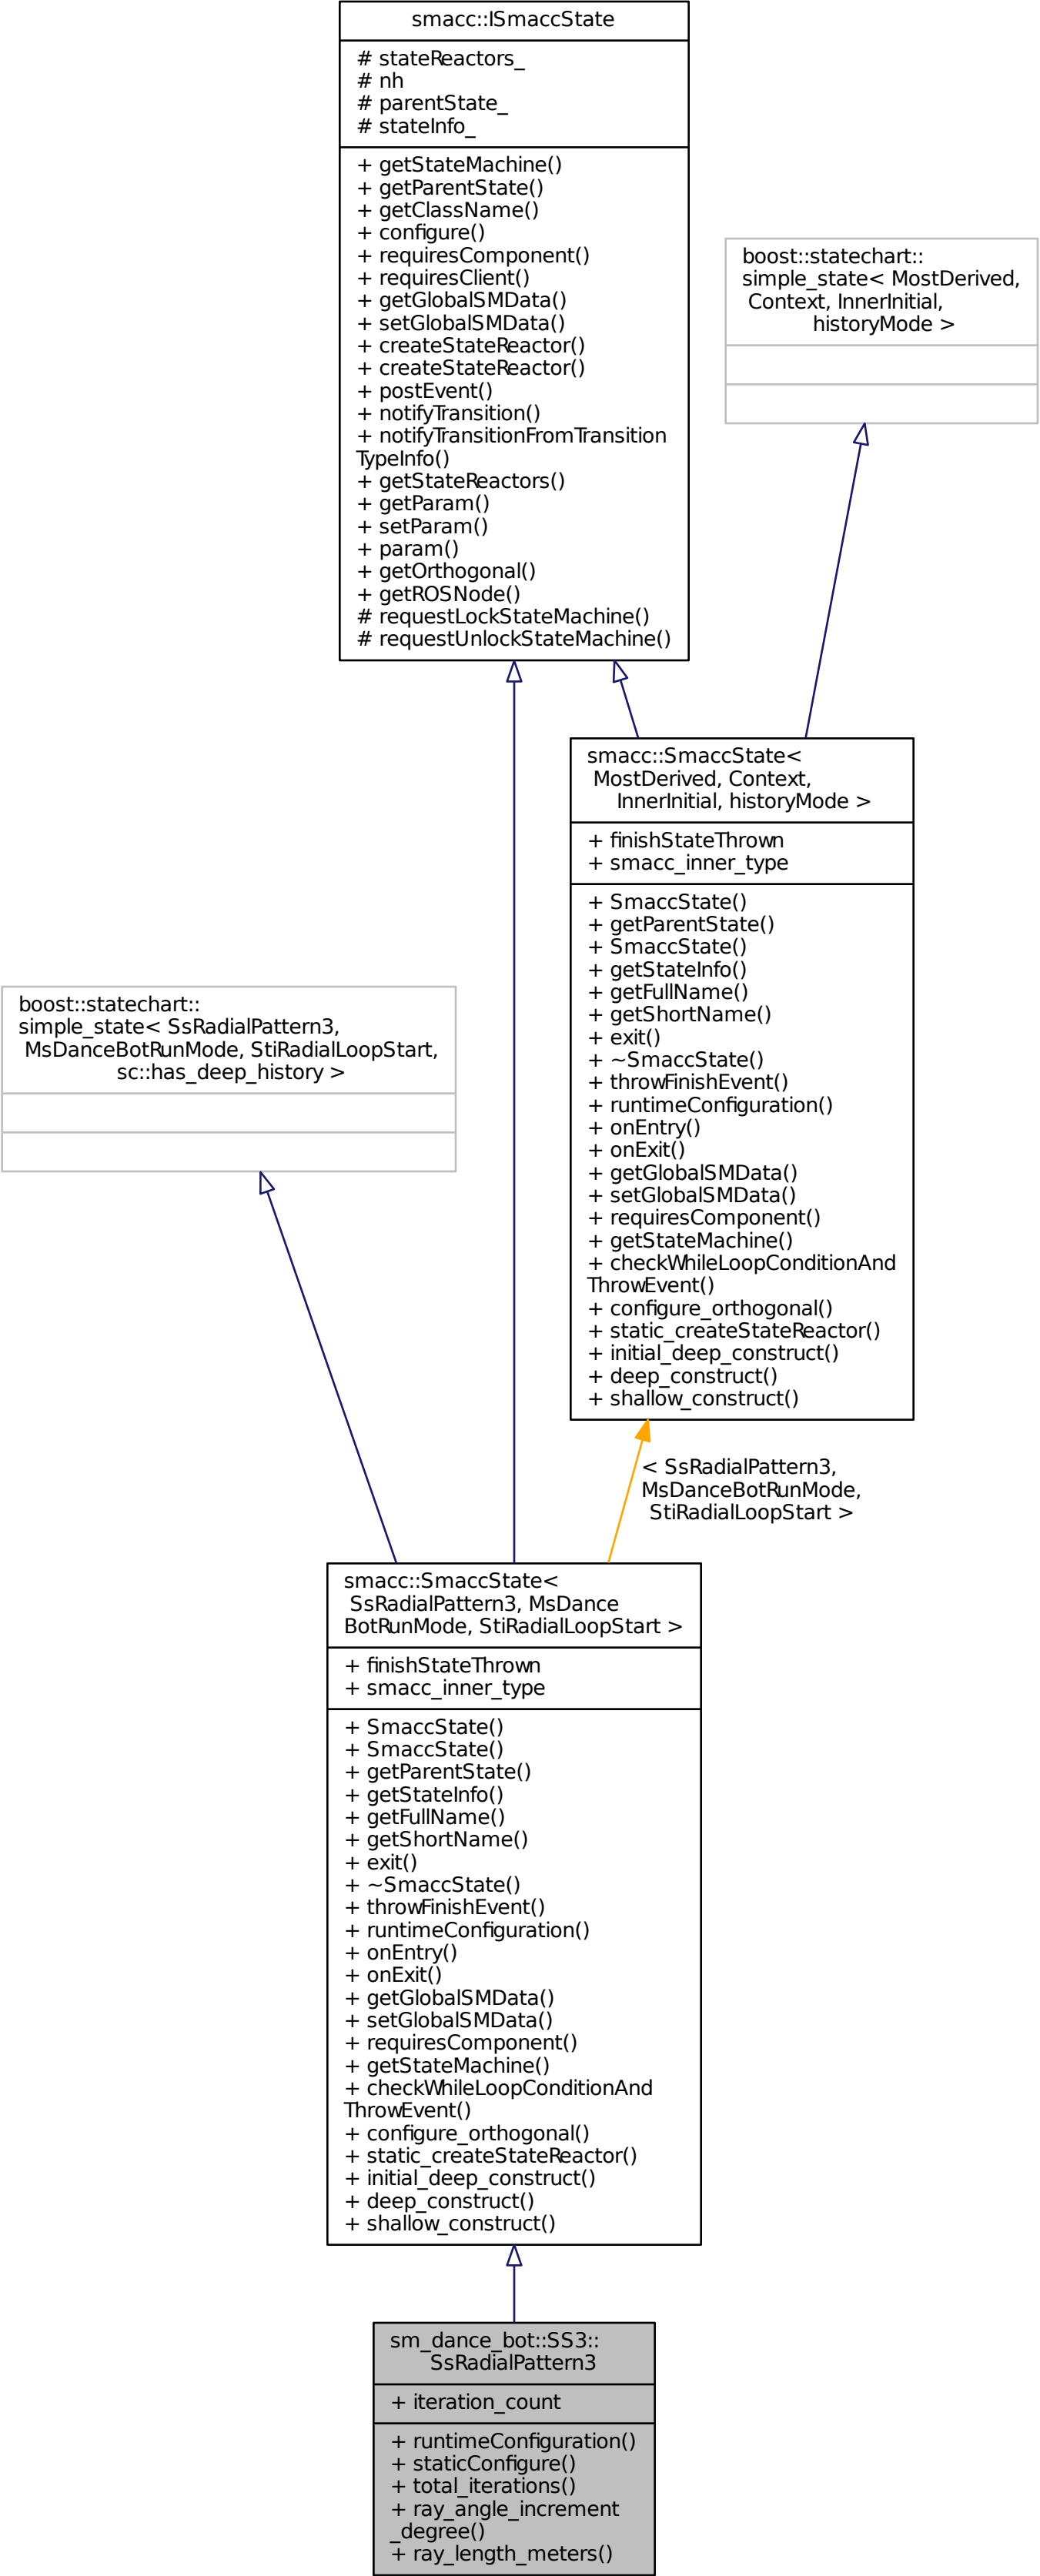 smacc::ISmaccState
# stateReactors_
# nh
# parentState_
# stateInfo_
+ getStateMachine()
+ getParentState()
+ getClassName()
+ configure()
+ requiresComponent()
+ requiresClient()
+ getGlobalSMData()
+ setGlobalSMData()
+ createStateReactor()
+ createStateReactor()
+ postEvent()
+ notifyTransition()
+ notifyTransitionFromTransition
TypeInfo()
+ getStateReactors()
+ getParam()
+ setParam()
+ param()
+ getOrthogonal()
+ getROSNode()
# requestLockStateMachine()
# requestUnlockStateMachine()
boost::statechart::
simple_state< MostDerived,
Context, InnerInitial,
historyMode >
smacc::SmaccState<
MostDerived, Context,
InnerInitial, historyMode >
+ finishStateThrown
+ smacc_inner_type
+ SmaccState()
+ getParentState()
+ SmaccState()
+ getStateInfo()
+ getFullName()
+ getShortName()
+ exit()
+ ~SmaccState()
+ throwFinishEvent()
+ runtimeConfiguration()
+ onEntry()
+ onExit()
+ getGlobalSMData()
+ setGlobalSMData()
+ requiresComponent()
+ getStateMachine()
+ checkWhileLoopConditionAnd
ThrowEvent()
+ configure_orthogonal()
+ static_createStateReactor()
+ initial_deep_construct()
+ deep_construct()
+ shallow_construct()
boost::statechart::
simple_state< SsRadialPattern3,
MsDanceBotRunMode, StiRadialLoopStart,
sc::has_deep_history >
< SsRadialPattern3,
MsDanceBotRunMode,
StiRadialLoopStart >
smacc::SmaccState<
SsRadialPattern3, MsDance
BotRunMode, StiRadialLoopStart >
+ finishStateThrown
+ smacc_inner_type
+ SmaccState()
+ SmaccState()
+ getParentState()
+ getStateInfo()
+ getFullName()
+ getShortName()
+ exit()
+ ~SmaccState()
+ throwFinishEvent()
+ runtimeConfiguration()
+ onEntry()
+ onExit()
+ getGlobalSMData()
+ setGlobalSMData()
+ requiresComponent()
+ getStateMachine()
+ checkWhileLoopConditionAnd
ThrowEvent()
+ configure_orthogonal()
+ static_createStateReactor()
+ initial_deep_construct()
+ deep_construct()
+ shallow_construct()
sm_dance_bot::SS3::
SsRadialPattern3
+ iteration_count
+ runtimeConfiguration()
+ staticConfigure()
+ total_iterations()
+ ray_angle_increment
_degree()
+ ray_length_meters()